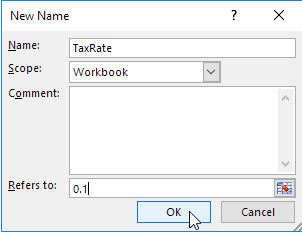 New Name
?
Name: TaxRate
Scope: Workbook
Comment:
Refers to: 0.1
OK Cancel